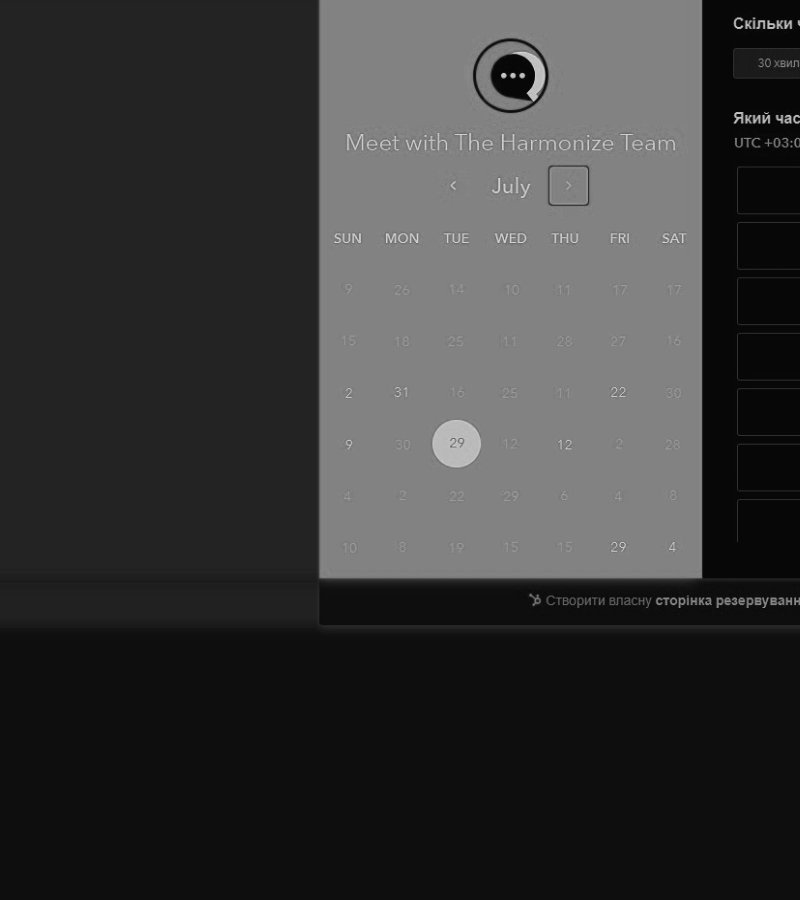 Meet with The Harmonize Team
July
SUN MON TUE WED THU FRI SAT
9 26 14 10 11 17 17
15 18 25 11 28 27 16
2 31 16 25 11 22 30
9 30 29 12 12 2 28
4 2 22 29 6 4 8
10 8 19 15 15 29 4
Скільки
30
Який час
UTC +03:0
Створити власну сторінка